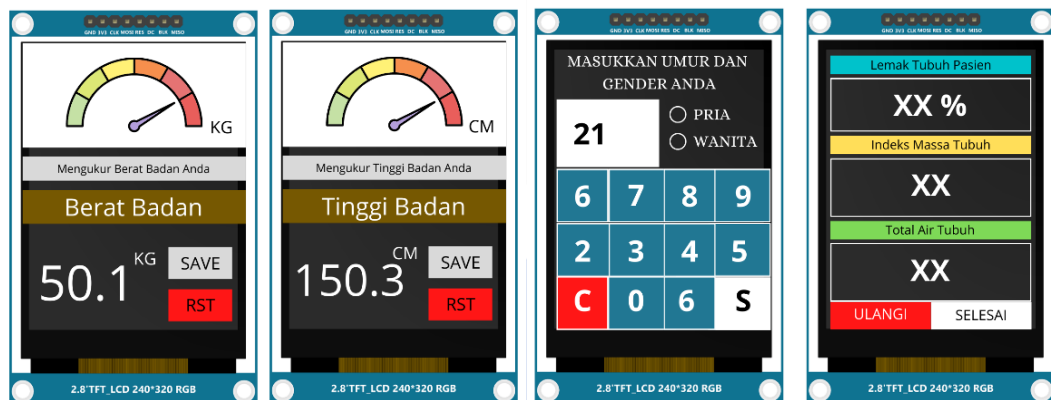 GND 3V3 CLK MOSI RES DC BLK MISO
KG
Mengukur Berat Badan Anda
Berat Badan
50.1 KG
SAVE
RST
2.8'TFT_LCD 240*320 RGB
GND 3V3 CLK MOSI RES DC BLK MISO
CM
Mengukur Tinggi Badan Anda
Tinggi Badan
150.3 CM
SAVE
RST
2.8'TFT_LCD 240*320 RGB
GND 3V3 CLK MOSI RES DC BLK MISO
MASUKKAN UMUR DAN
GENDER ANDA
21
PRIA
WANITA
6 7 8 9
2 3 4 5
C 0 6 S
2.8'TFT_LCD 240*320 RGB
GND 3V3 CLK MOSI RES DC BLK MISO
Lemak Tubuh Pasien
XX %
Indeks Massa Tubuh
XX
Total Air Tubuh
XX
ULANGI SELESAI
2.8'TFT_LCD 240*320 RGB